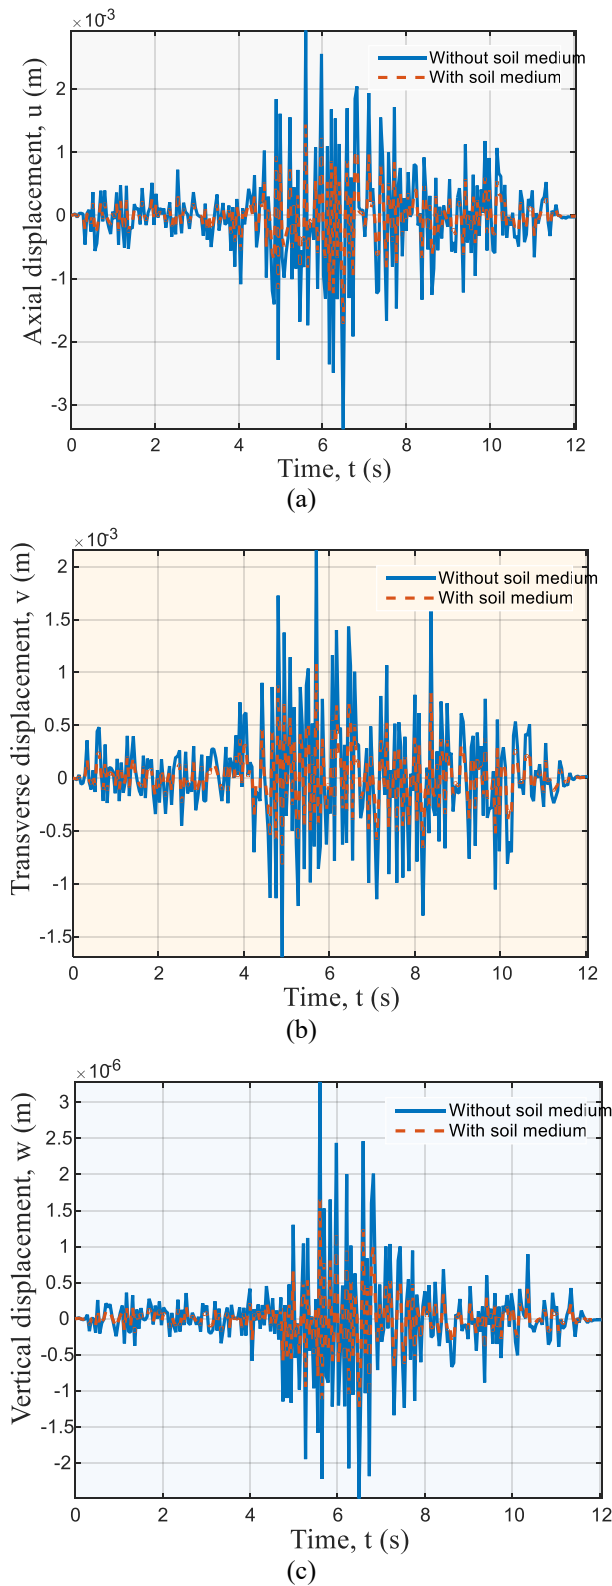 ×10-3
Without soil medium
With soil medium
2
1
0
-1
-2
-3
Axial displacement, u (m)
0 2 4 6 8 10 12
Time, t (s)
(a)
×10-3
Without soil medium
With soil medium
2
1.5
1
0.5
0
-0.5
-1
-1.5
Transverse displacement, v (m)
0 2 4 6 8 10 12
Time, t (s)
(b)
×10-6
Without soil medium
With soil medium
3
2.5
2
1.5
1
0.5
0
-0.5
-1
-1.5
-2
Vertical displacement, w (m)
0 2 4 6 8 10 12
Time, t (s)
(c)